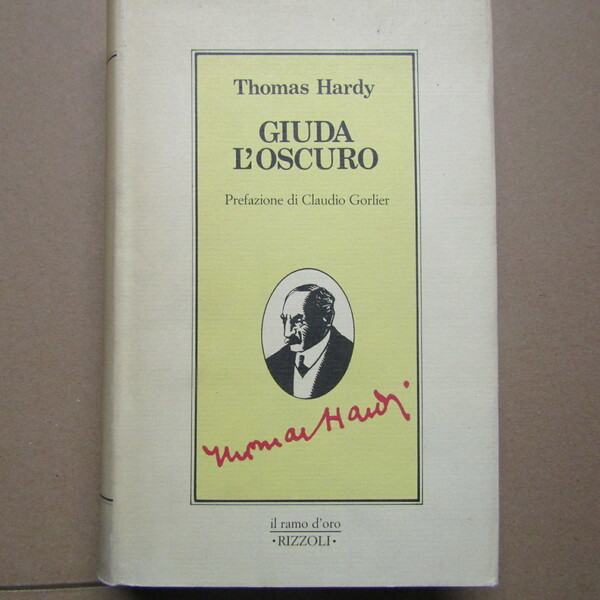 Thomas Hardy
GIUDA
L'OSCURO
Prefazione di Claudio Gorlier
Thomas Hardy
il ramo d'oro
• RIZZOLI •